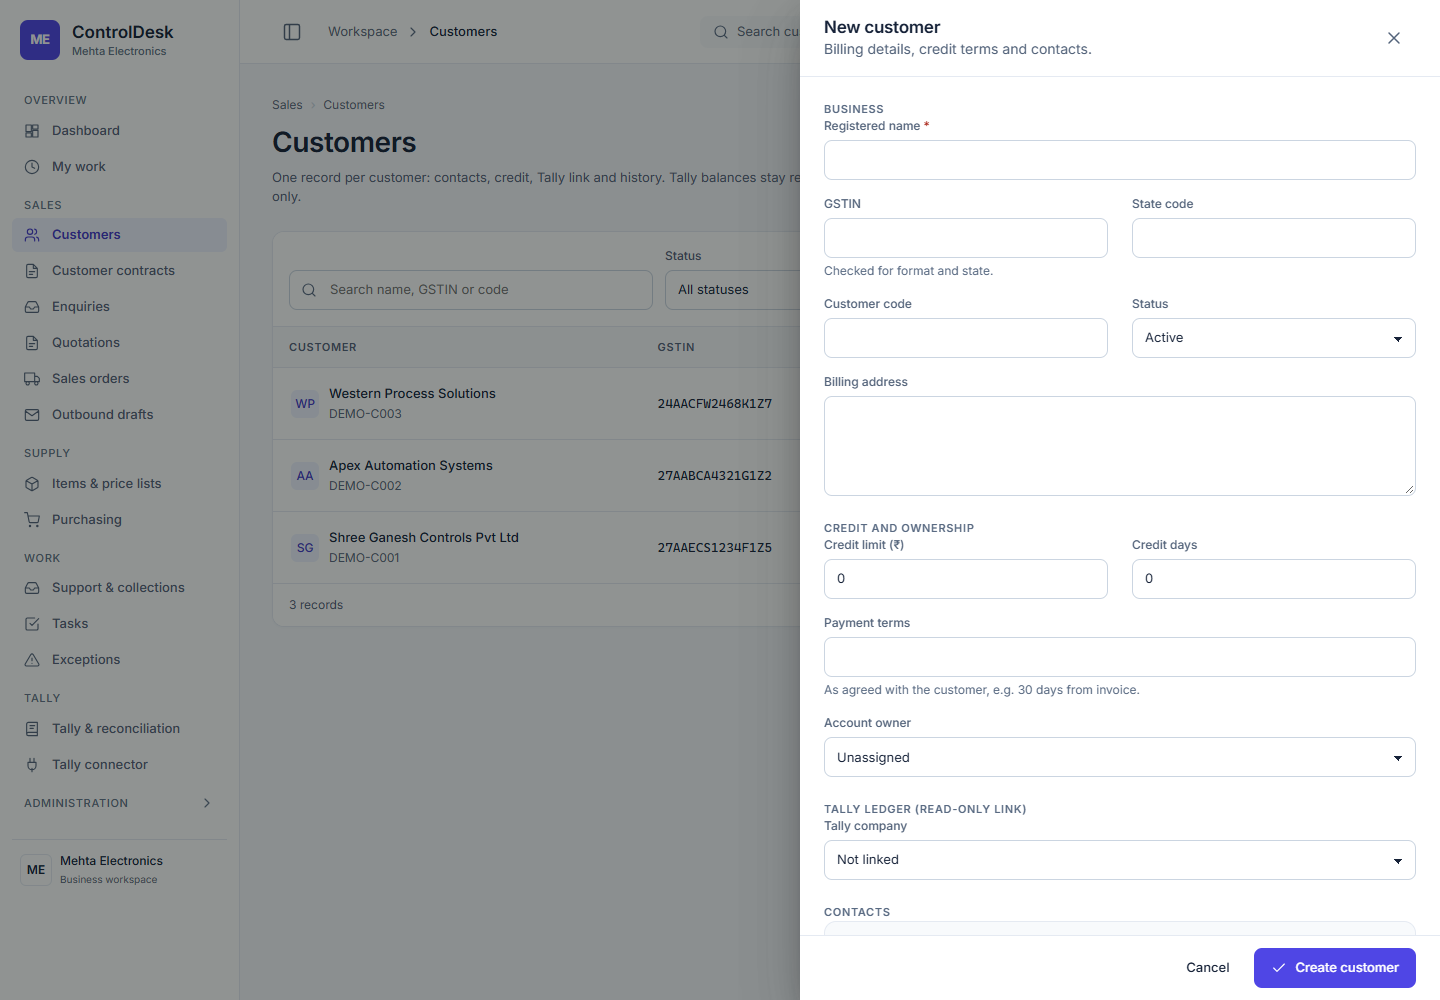 ME
ControlDesk
Mehta Electronics
OVERVIEW
Dashboard
My work
SALES
Customers
Customer contracts
Enquiries
Quotations
Sales orders
Outbound drafts
SUPPLY
Items & price lists
Purchasing
WORK
Support & collections
Tasks
Exceptions
TALLY
Tally & reconciliation
Tally connector
ADMINISTRATION
ME
Mehta Electronics
Business workspace
Workspace > Customers
Search cu
Sales › Customers
Customers
One record per customer: contacts, credit, Tally link and history. Tally balances stay re
only.
Status
Search name, GSTIN or code
All statuses
CUSTOMER GSTIN
WP
Western Process Solutions
DEMO-C003
24AACFW2468K1Z7
AA
Apex Automation Systems
DEMO-C002
27AABCA4321G1Z2
SG
Shree Ganesh Controls Pvt Ltd
DEMO-C001
27AAECS1234F1Z5
3 records
New customer
Billing details, credit terms and contacts.
BUSINESS
Registered name *
GSTIN State code
Checked for format and state.
Customer code Status
Active
Billing address
CREDIT AND OWNERSHIP
Credit limit (₹) Credit days
0 0
Payment terms
As agreed with the customer, e.g. 30 days from invoice.
Account owner
Unassigned
TALLY LEDGER (READ-ONLY LINK)
Tally company
Not linked
CONTACTS
Cancel Create customer